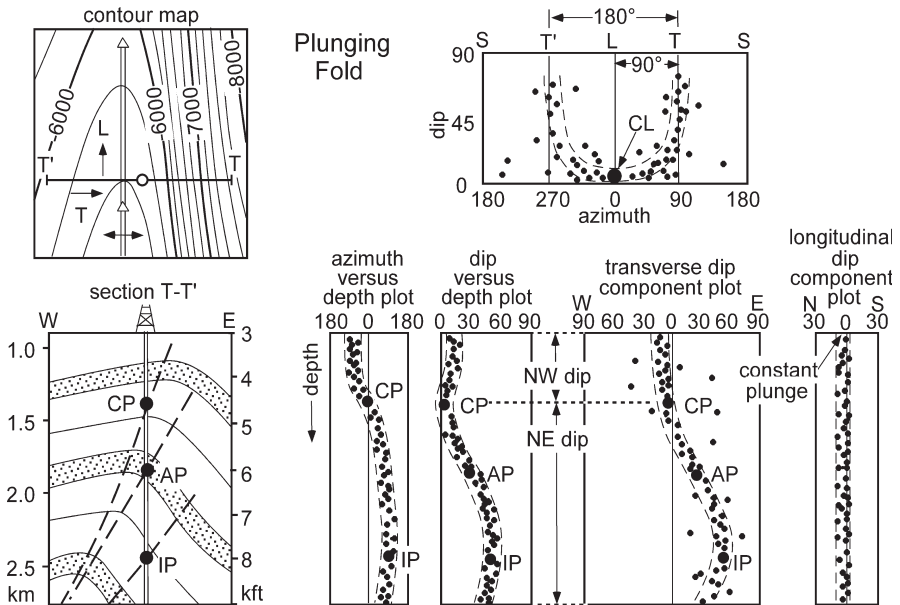 contour map
-6000
6000
-7000
-8000
L
T'
T
T
Plunging
Fold
180°
S T' L T S
90°
90
45
0
dip
CL
180 270 0 90 180
azimuth
section T-T'
W E
1.0
1.5
2.0
2.5
km
3
4
5
6
7
8
kft
CP
AP
IP
azimuth
versus
depth plot
180 0 180
depth
CP
dip
versus
depth plot
0 30 60 90
CP
AP
IP
NW dip
NE dip
transverse dip
component plot
W E
90 60 30 0 30 60 90
CP
AP
IP
longitudinal
dip
component
plot
N S
30 0 30
constant
plunge